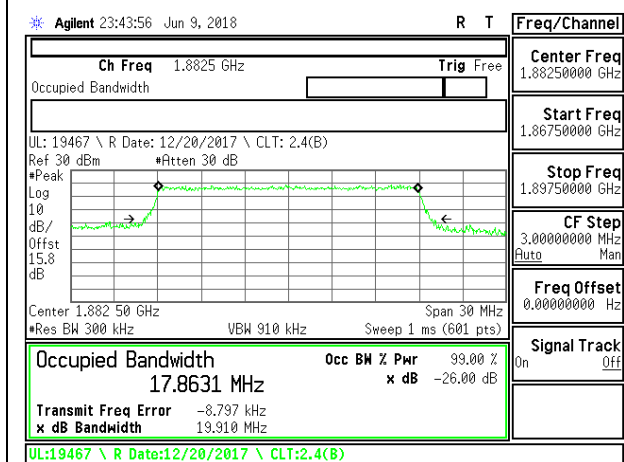 Agilent 23:43:56 Jun 9, 2018 R T
Freq/Channel
Ch Freq 1.8825 GHz Trig Free
Occupied Bandwidth
Center Freq
1.88250000 GHz
Start Freq
1.86750000 GHz
Stop Freq
1.89750000 GHz
CF Step
3.00000000 MHz
Auto Man
Freq Offset
0.00000000 Hz
Signal Track
On Off
UL: 19467 \ R Date: 12/20/2017 \ CLT: 2.4(B)
Ref 30 dBm #Atten 30 dB
#Peak
Log
10
dB/
Offst
15.8
dB
Center 1.882 50 GHz Span 30 MHz
#Res BW 300 kHz VBW 910 kHz Sweep 1 ms (601 pts)
Occupied Bandwidth Occ BW % Pwr 99.00 %
17.8631 MHz x dB -26.00 dB
Transmit Freq Error -8.797 kHz
x dB Bandwidth 19.910 MHz
UL:19467 \ R Date:12/20/2017 \ CLT:2.4(B)